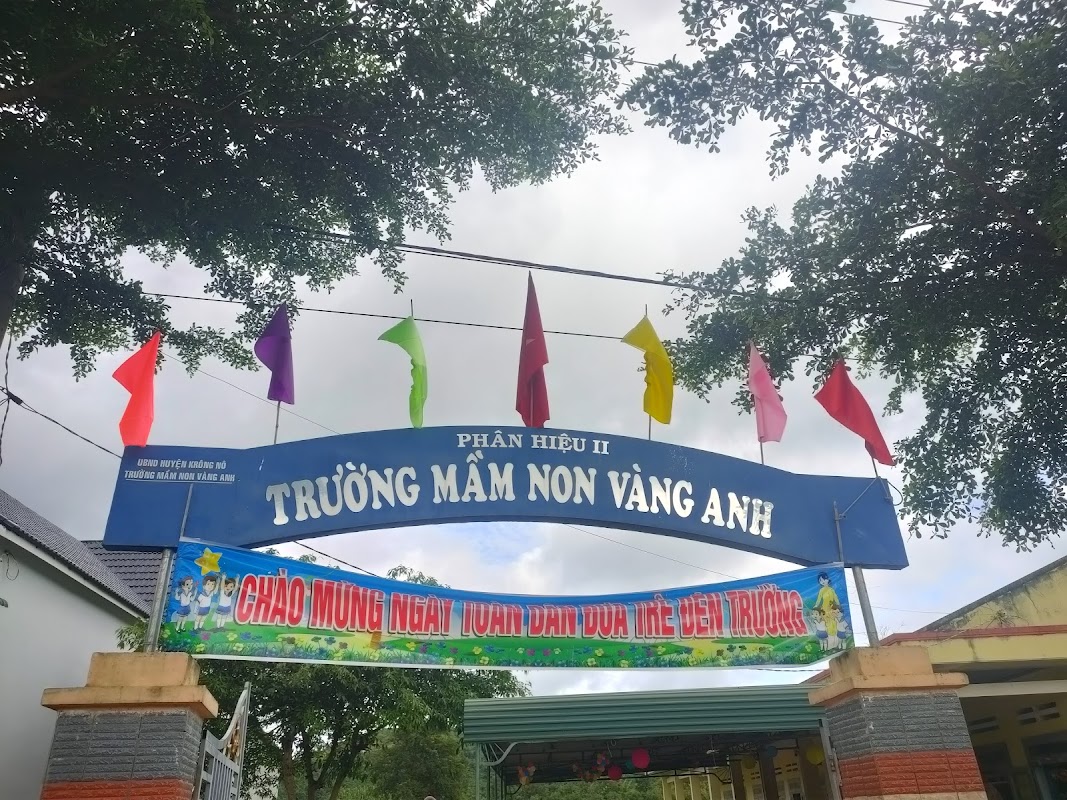 PHÂN HIỆU II
UBND HUYỆN KRÔNG NÔ
TRƯỜNG MẦM NON VÀNG ANH
TRƯỜNG MẦM NON VÀNG ANH
CHÀO MỪNG NGÀY TOÀN DÂN ĐƯA TRẺ ĐẾN TRƯỜNG